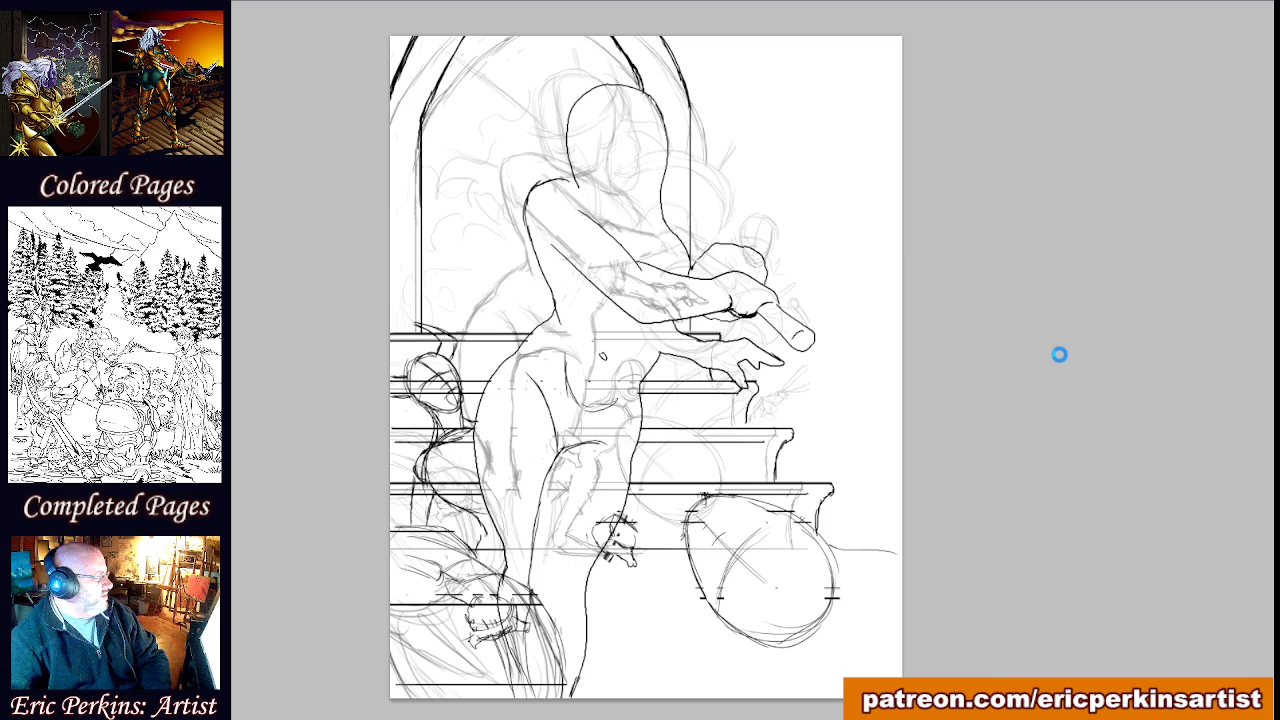 Colored Pages
Completed Pages
Eric Perkins: Artist
patreon.com/ericperkinsartist